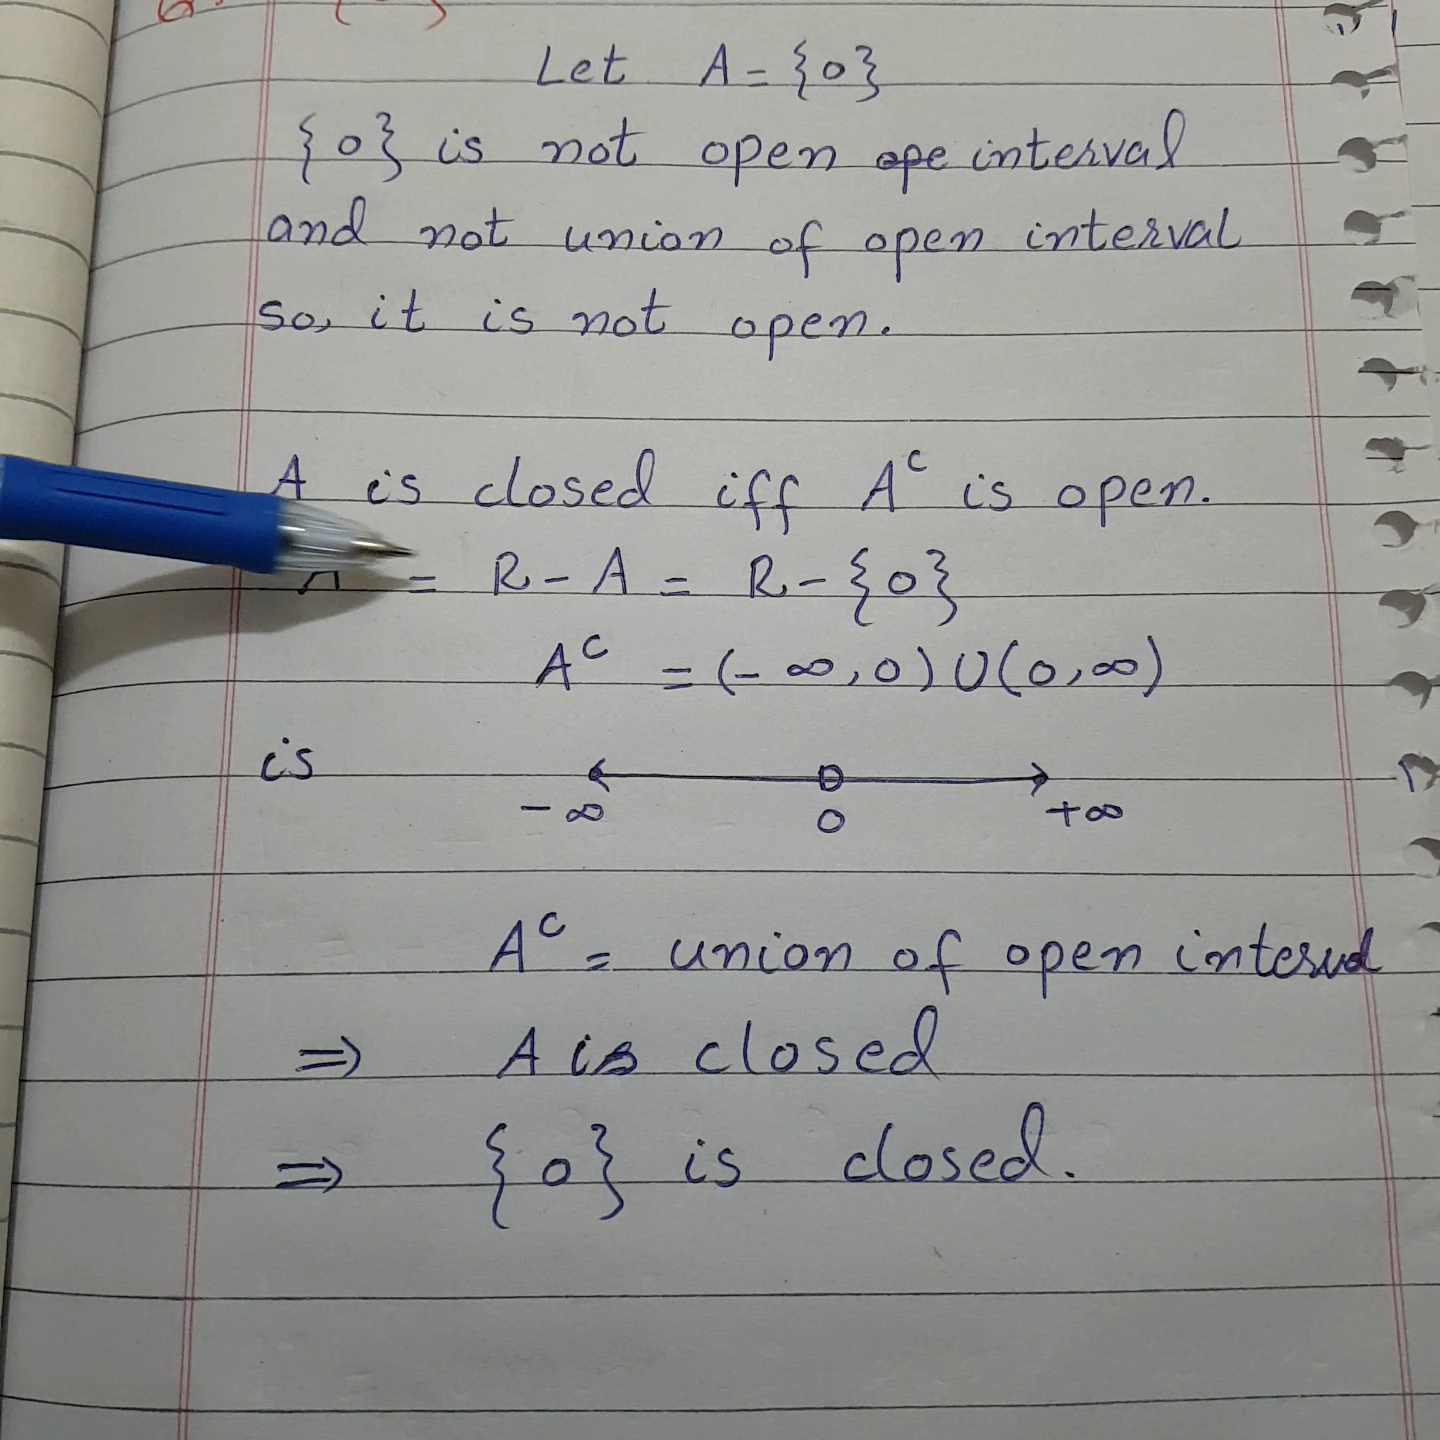 Let A = {0}
{0} is not open ope interval
and not union of open interval
so, it is not open.
A is closed iff A^c is open.
A = R - A = R - {0}
A^c = (- ∞, 0) U (0, ∞)
is
- ∞ 0 +∞
A^c = union of open interval
⇒ A is closed
⇒ {0} is closed.